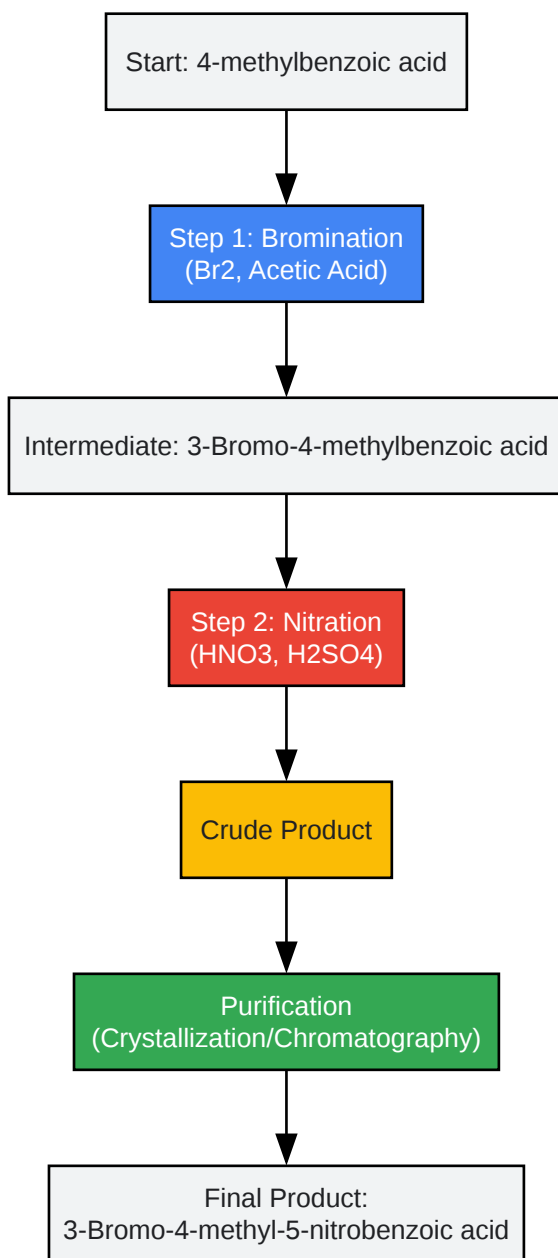 Start: 4-methylbenzoic acid
Step 1: Bromination
(Br2, Acetic Acid)
Intermediate: 3-Bromo-4-methylbenzoic acid
Step 2: Nitration
(HNO3, H2SO4)
Crude Product
Purification
(Crystallization/Chromatography)
Final Product:
3-Bromo-4-methyl-5-nitrobenzoic acid